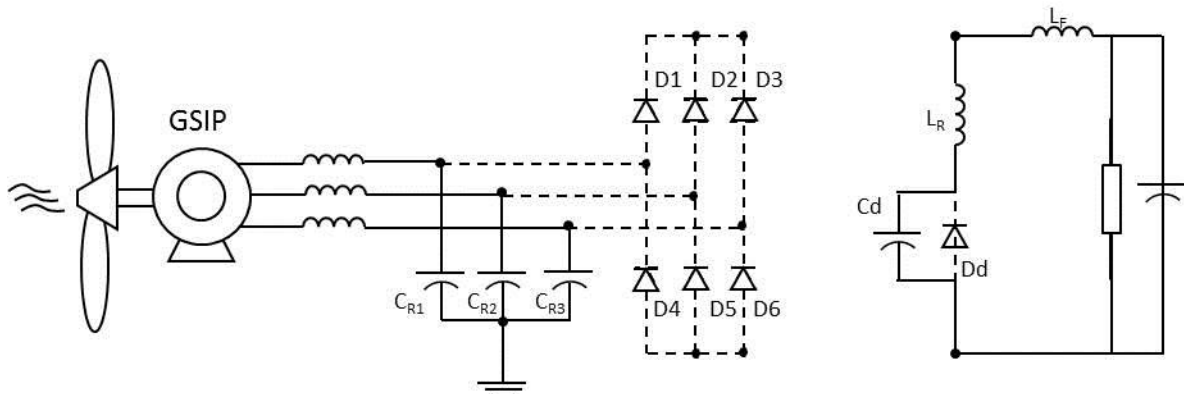 GSIP
D1
D2
D3
C_R1
C_R2
C_R3
D4
D5
D6
L_F
L_R
Cd
Dd